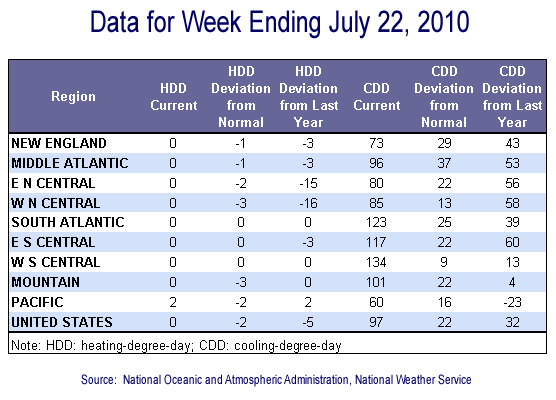 Data for Week Ending July 22, 2010
Region HDD Current HDD Deviation from Normal HDD Deviation from Last Year CDD Current CDD Deviation from Normal CDD Deviation from Last Year
NEW ENGLAND 0 -1 -3 73 29 43
MIDDLE ATLANTIC 0 -1 -3 96 37 53
E N CENTRAL 0 -2 -15 80 22 56
W N CENTRAL 0 -3 -16 85 13 58
SOUTH ATLANTIC 0 0 0 123 25 39
E S CENTRAL 0 0 -3 117 22 60
W S CENTRAL 0 0 0 134 9 13
MOUNTAIN 0 -3 0 101 22 4
PACIFIC 2 -2 2 60 16 -23
UNITED STATES 0 -2 -5 97 22 32
Note: HDD: heating-degree-day; CDD: cooling-degree-day
Source: National Oceanic and Atmospheric Administration, National Weather Service